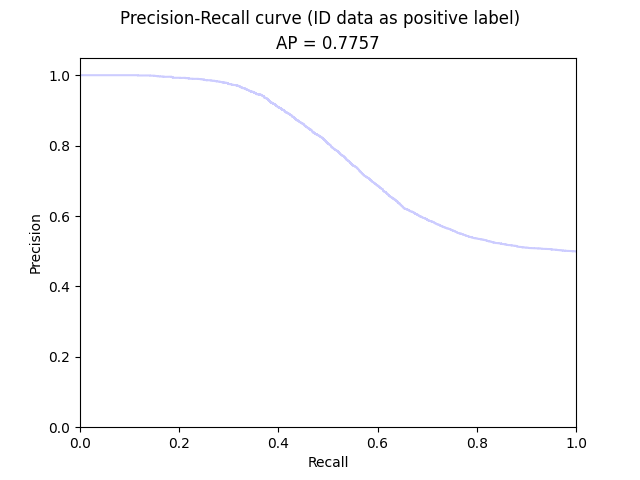 Precision-Recall curve (ID data as positive label)
AP = 0.7757
1.0
0.8
0.6
0.4
0.2
0.0
Precision
0.0 0.2 0.4 0.6 0.8 1.0
Recall